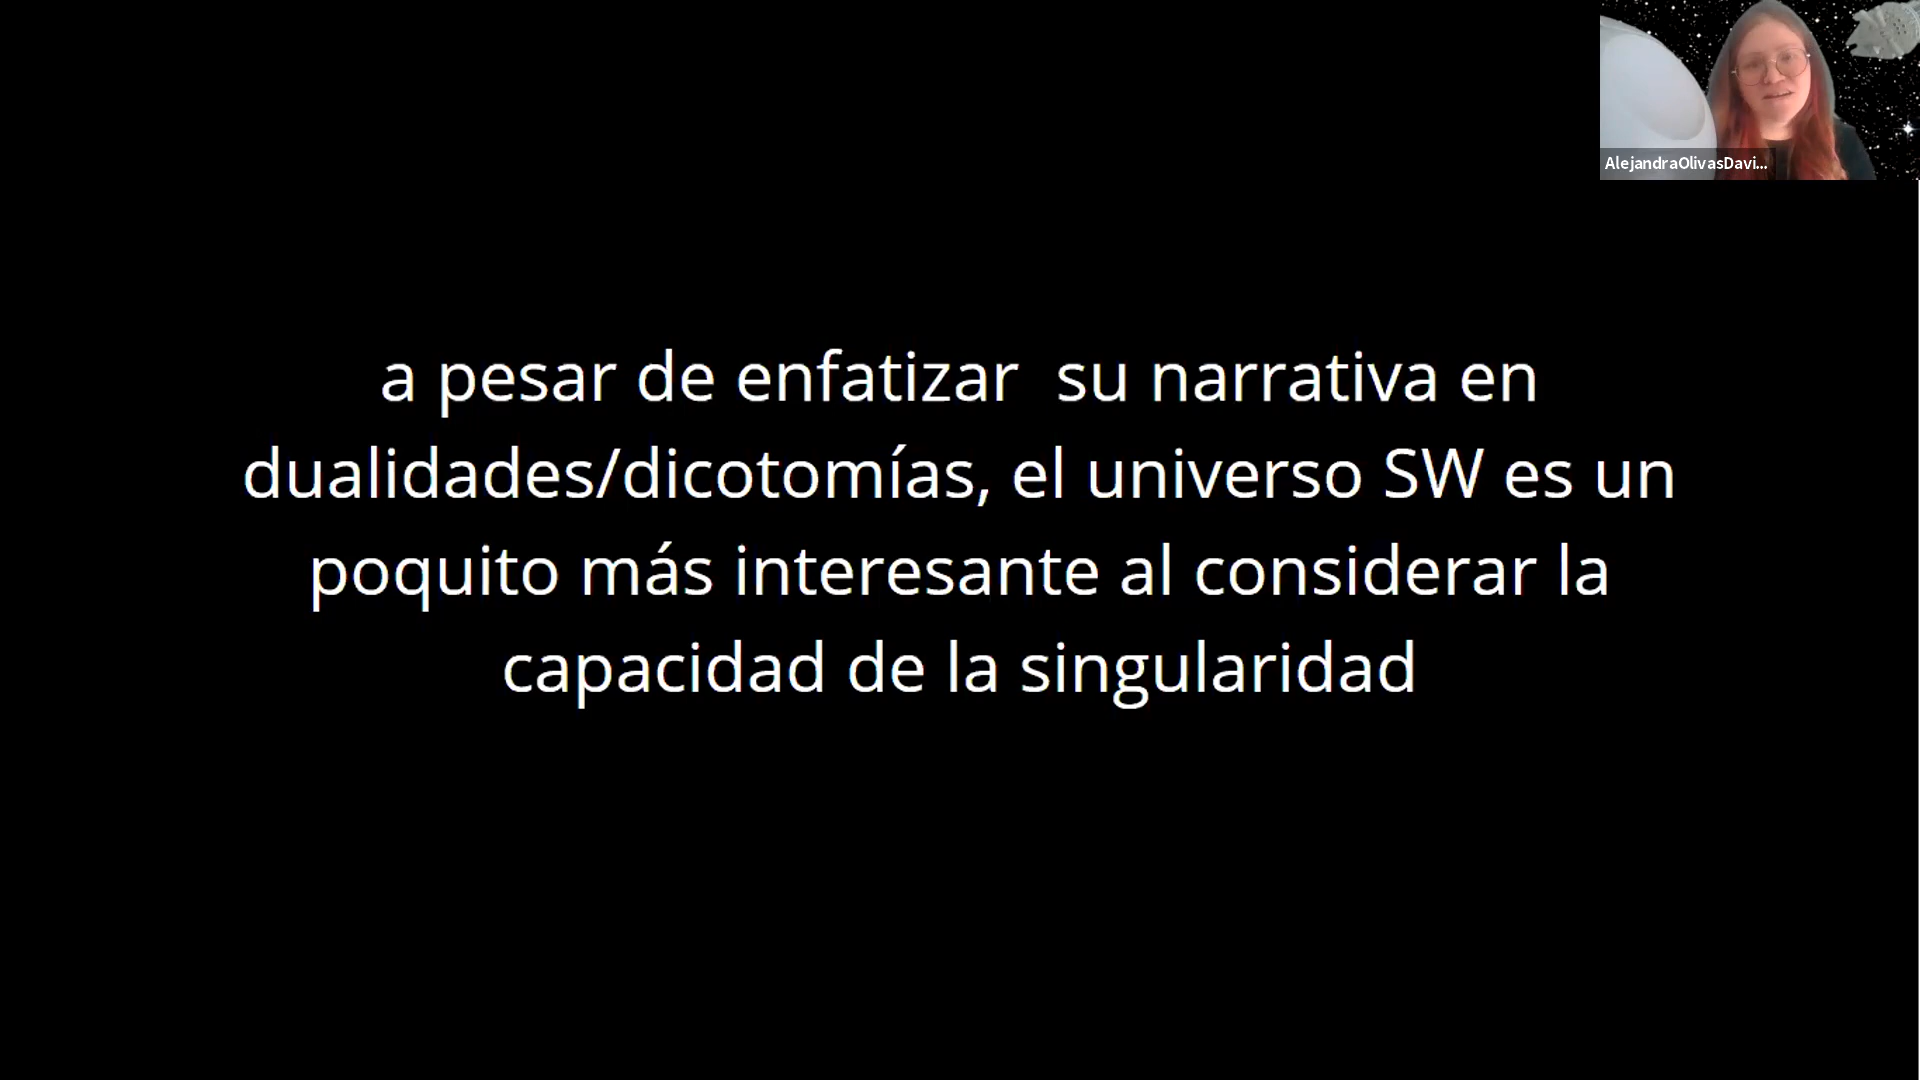 AlejandraOlivasDavi...
a pesar de enfatizar  su narrativa en
dualidades/dicotomías, el universo SW es un
poquito más interesante al considerar la
capacidad de la singularidad